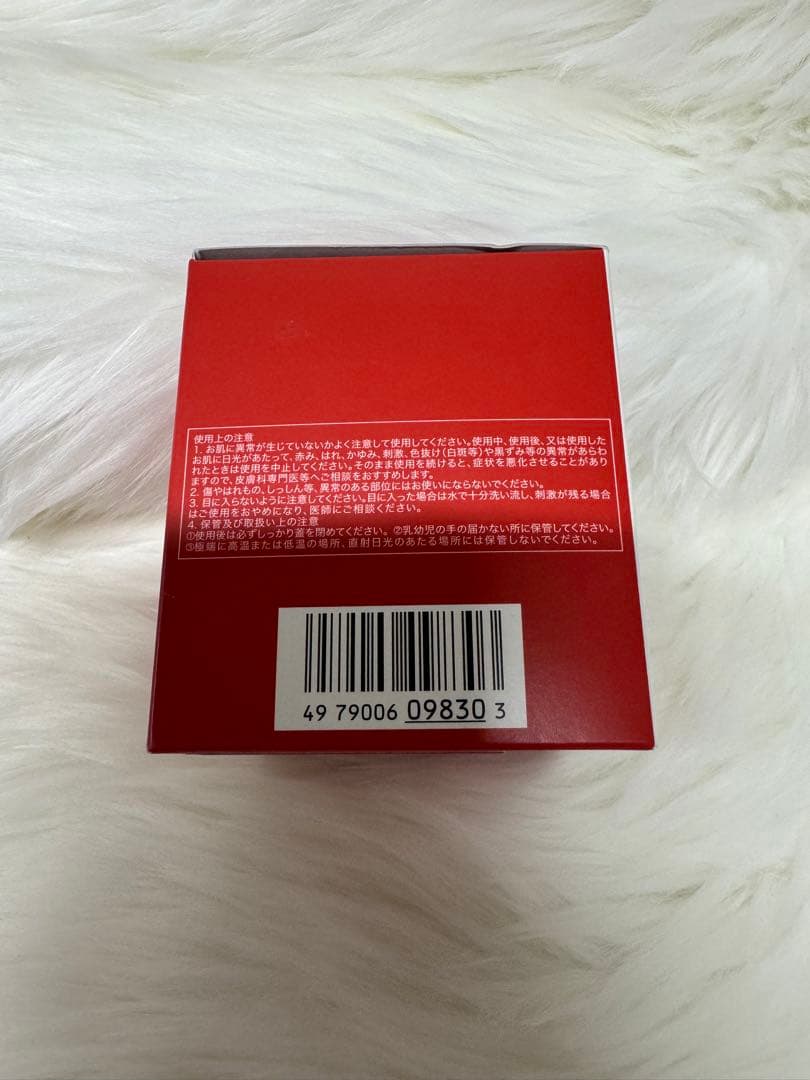 使用上の注意
1. お肌に異常が生じていないかよく注意して使用してください。使用中、使用後、又は使用した
お肌に日光があたって、赤み、はれ、かゆみ、刺激、色抜け(白斑等)や黒ずみ等の異常があらわ
れたときは使用を中止してください。そのまま使用を続けると、症状を悪化させることがあり
ますので、皮膚科専門医等へご相談をおすすめします。
2. 傷やはれもの、しっしん等、異常のある部位にはお使いにならないでください。
3. 目に入らないように注意してください。目に入った場合は水で十分洗い流し、刺激が残る場合
はご使用をおやめになり、医師にご相談ください。
4. 保管及び取扱い上の注意
①使用後は必ずしっかり蓋を閉めてください。②乳幼児の手の届かない所に保管してください。
③極端に高温または低温の場所、直射日光のあたる場所には保管しないでください。
49 79006 09830 3